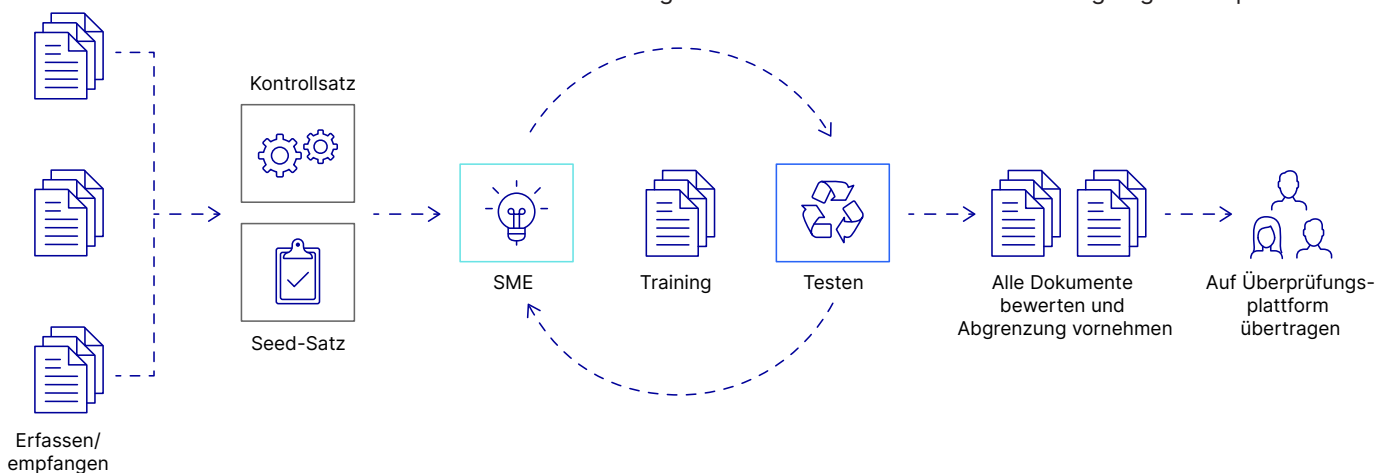 Kontrollsatz
Seed-Satz
Erfassen/
empfangen
SME
Training
Testen
Alle Dokumente
bewerten und
Abgrenzung vornehmen
Auf Überprüfungs-
plattform
übertragen